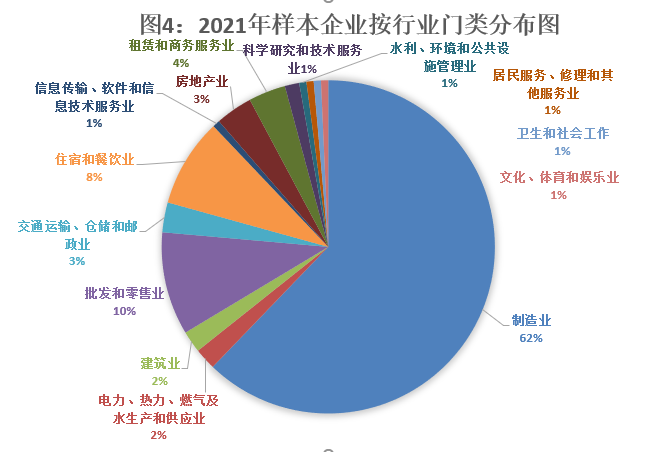 图4：2021年样本企业按行业门类分布图
租赁和商务服务业
4%
科学研究和技术服务
业1%
水利、环境和公共设
施管理业
1%
居民服务、修理和其
他服务业
1%
卫生和社会工作
1%
文化、体育和娱乐业
1%
房地产业
3%
信息传输、软件和信
息技术服务业
1%
住宿和餐饮业
8%
交通运输、仓储和邮
政业
3%
批发和零售业
10%
建筑业
2%
电力、热力、燃气及
水生产和供应业
2%
制造业
62%